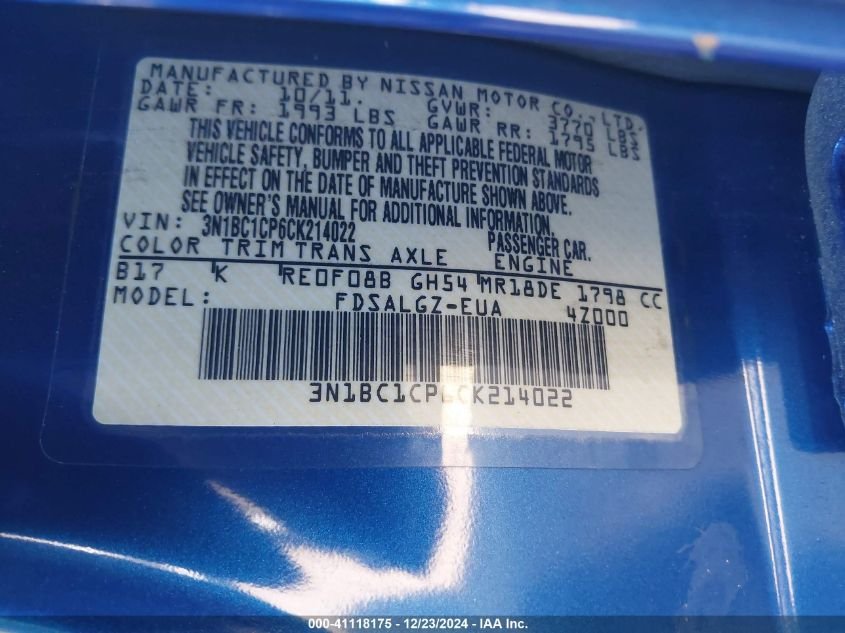 MANUFACTURED BY NISSAN MOTOR CO., LTD.
DATE: 10/11. GVWR: 3770 LBS
GAWR FR: 1993 LBS GAWR RR: 1795 LBS
THIS VEHICLE CONFORMS TO ALL APPLICABLE FEDERAL MOTOR
VEHICLE SAFETY, BUMPER AND THEFT PREVENTION STANDARDS
IN EFFECT ON THE DATE OF MANUFACTURE SHOWN ABOVE.
SEE OWNER'S MANUAL FOR ADDITIONAL INFORMATION.
VIN: 3N1BC1CP6CK214022 PASSENGER CAR.
COLOR TRIM TRANS AXLE ENGINE
B17 K RE0F08B GH54 MR18DE 1798 CC
MODEL: FDSALGZ-EUA 4Z000
3N1BC1CP6CK214022
000-41118175 - 12/23/2024 - IAA Inc.